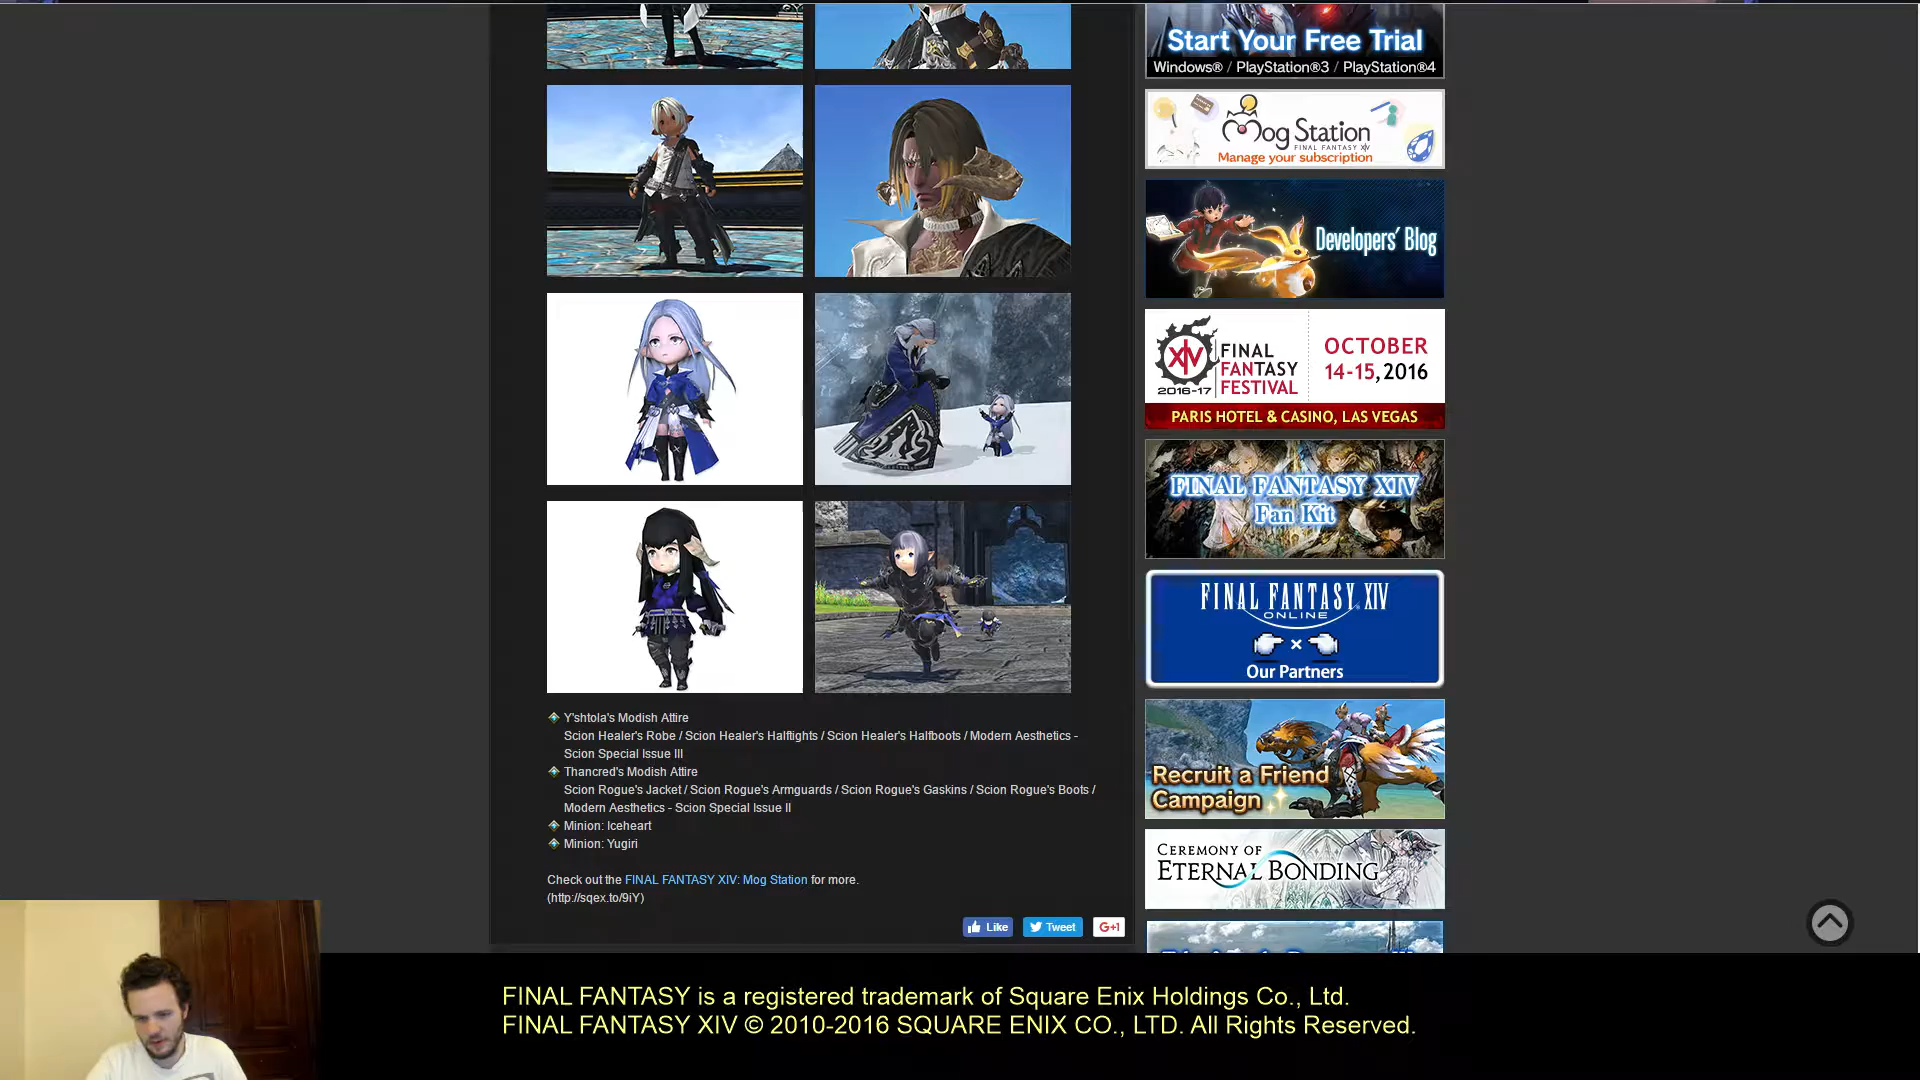 Start Your Free Trial
Windows® / PlayStation®3 / PlayStation®4
Mog Station
FINAL FANTASY XIV
Manage your subscription
Developers' Blog
XIV
2016-17
FINAL
FANTASY
FESTIVAL
OCTOBER
14-15, 2016
PARIS HOTEL & CASINO, LAS VEGAS
FINAL FANTASY XIV
Fan Kit
FINAL FANTASY XIV
ONLINE
×
Our Partners
Recruit a Friend
Campaign
CEREMONY OF
ETERNAL BONDING
Y'shtola's Modish Attire
Scion Healer's Robe / Scion Healer's Halftights / Scion Healer's Halfboots / Modern Aesthetics -
Scion Special Issue III
Thancred's Modish Attire
Scion Rogue's Jacket / Scion Rogue's Armguards / Scion Rogue's Gaskins / Scion Rogue's Boots /
Modern Aesthetics - Scion Special Issue II
Minion: Iceheart
Minion: Yugiri
Check out the FINAL FANTASY XIV: Mog Station for more.
(http://sqex.to/9iY)
Like
Tweet
G+1
FINAL FANTASY is a registered trademark of Square Enix Holdings Co., Ltd.
FINAL FANTASY XIV © 2010-2016 SQUARE ENIX CO., LTD. All Rights Reserved.